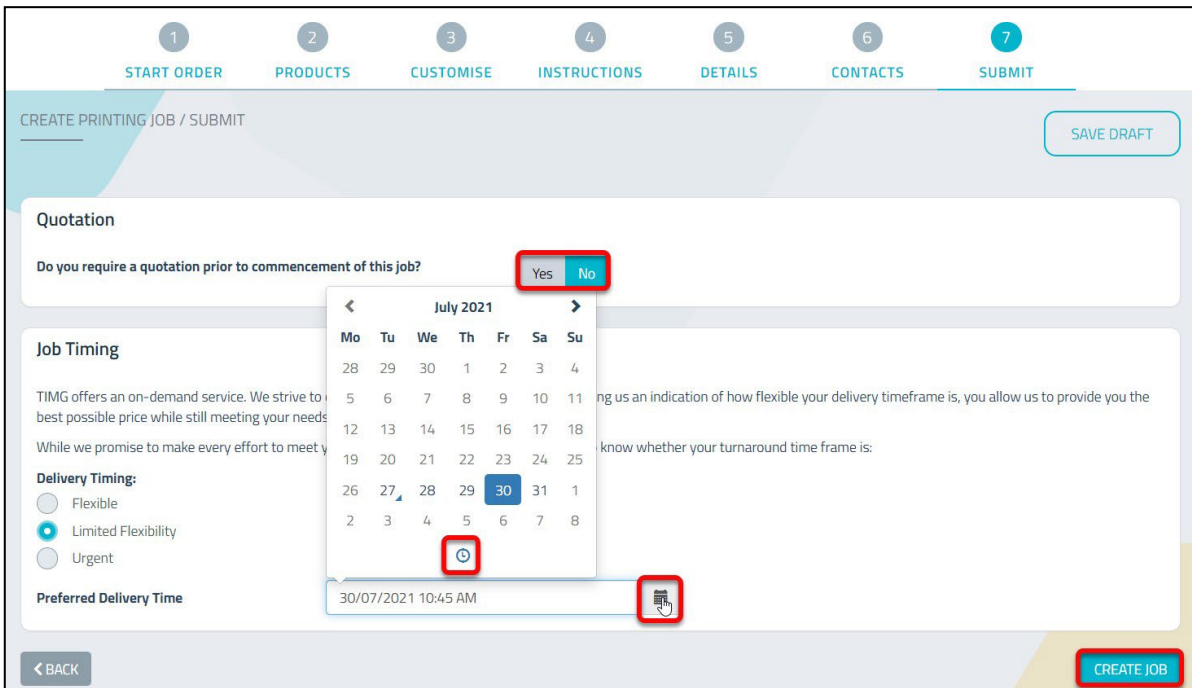 1 2 3 4 5 6 7
START ORDER PRODUCTS CUSTOMISE INSTRUCTIONS DETAILS CONTACTS SUBMIT
CREATE PRINTING JOB / SUBMIT
SAVE DRAFT
Quotation
Do you require a quotation prior to commencement of this job?
Yes No
July 2021
Mo Tu We Th Fr Sa Su
28 29 30 1 2 3 4
5 6 7 8 9 10 11
12 13 14 15 16 17 18
19 20 21 22 23 24 25
26 27 28 29 30 31 1
2 3 4 5 6 7 8
Job Timing
TIMG offers an on-demand service. We strive to ng us an indication of how flexible your delivery timeframe is, you allow us to provide you the
best possible price while still meeting your needs
While we promise to make every effort to meet y know whether your turnaround time frame is:
Delivery Timing:
Flexible
Limited Flexibility
Urgent
Preferred Delivery Time 30/07/2021 10:45 AM
BACK
CREATE JOB